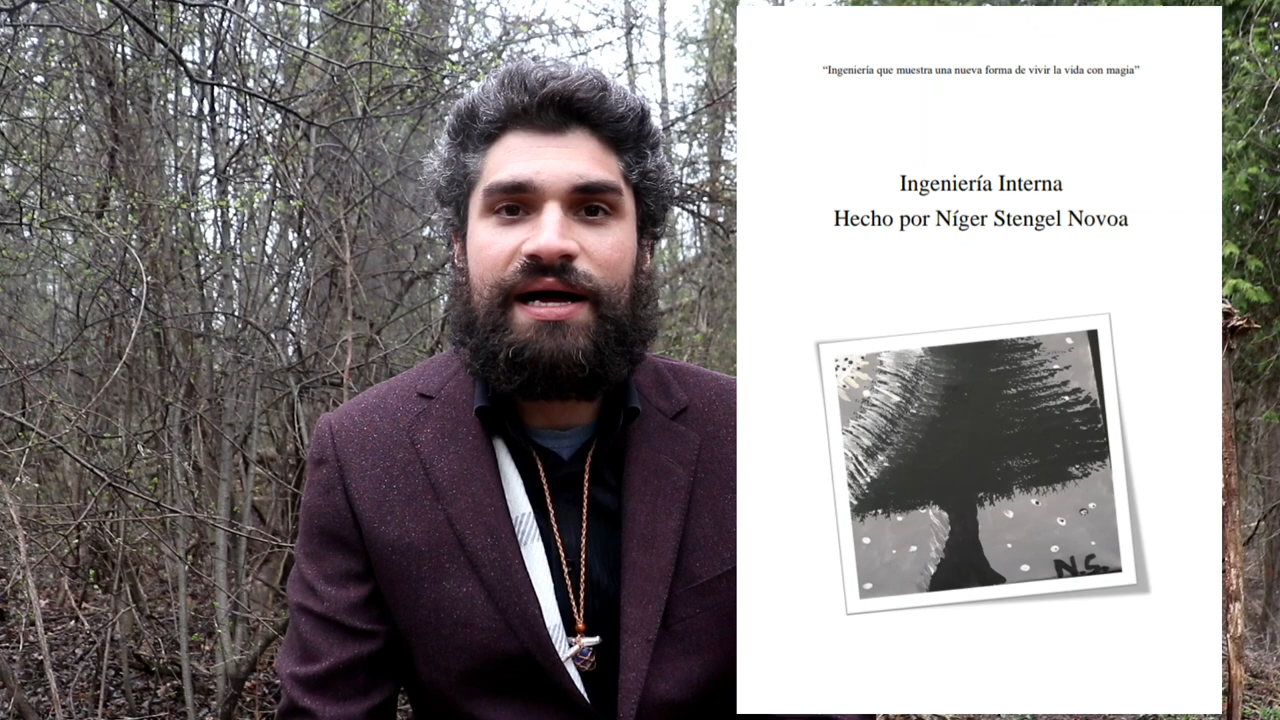 “Ingeniería que muestra una nueva forma de vivir la vida con magia”
Ingeniería Interna
Hecho por Níger Stengel Novoa
N.S.